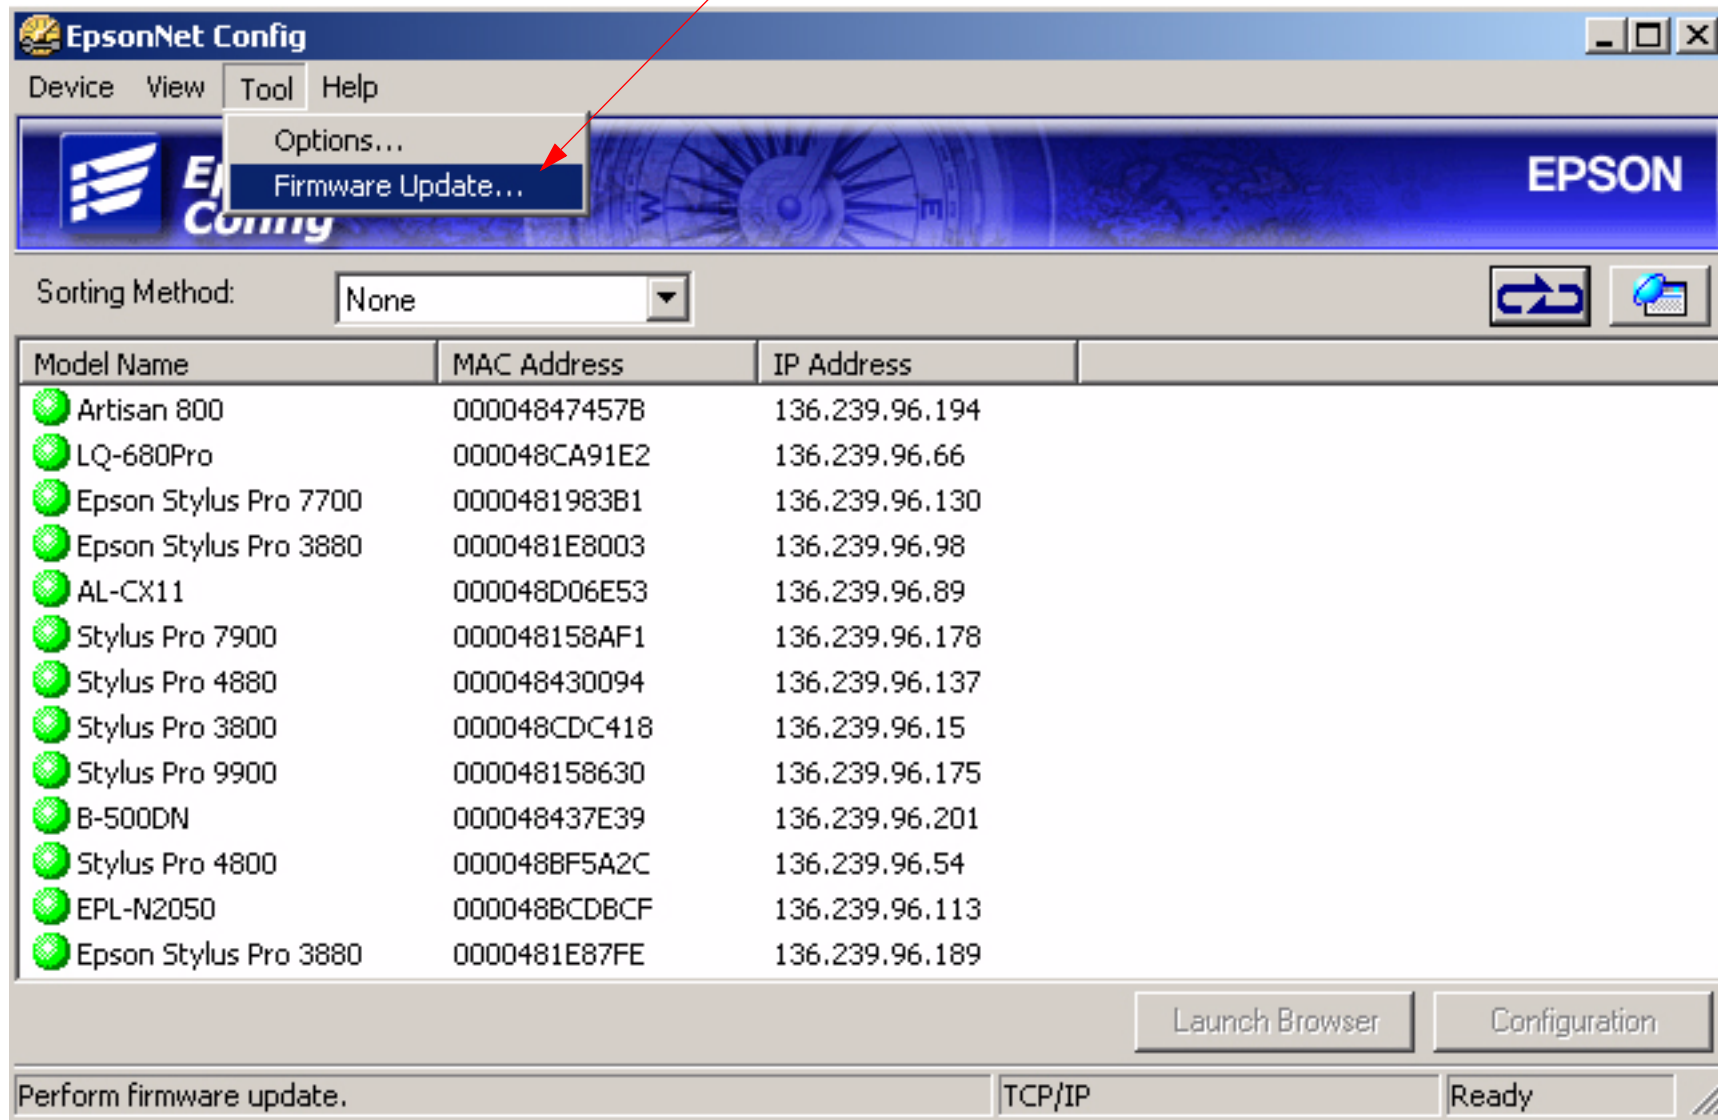 EpsonNet Config
Device View Tool Help
Options...
Firmware Update...
EPSON
Config
Sorting Method: None
Model Name MAC Address IP Address
Artisan 800 00004847457B 136.239.96.194
LQ-680Pro 000048CA91E2 136.239.96.66
Epson Stylus Pro 7700 0000481983B1 136.239.96.130
Epson Stylus Pro 3880 0000481E8003 136.239.96.98
AL-CX11 000048D06E53 136.239.96.89
Stylus Pro 7900 000048158AF1 136.239.96.178
Stylus Pro 4880 000048430094 136.239.96.137
Stylus Pro 3800 000048CDC418 136.239.96.15
Stylus Pro 9900 000048158630 136.239.96.175
B-500DN 000048437E39 136.239.96.201
Stylus Pro 4800 000048BF5A2C 136.239.96.54
EPL-N2050 000048BCDBCF 136.239.96.113
Epson Stylus Pro 3880 0000481E87FE 136.239.96.189
Launch Browser Configuration
Perform firmware update. TCP/IP Ready